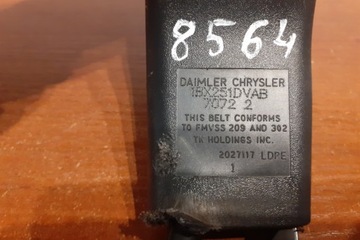 8564
DAIMLER CHRYSLER
1BX251DVAB
7072 2
THIS BELT CONFORMS
TO FMVSS 209 AND 302
TK HOLDINGS INC.
2027117 LDPE
1